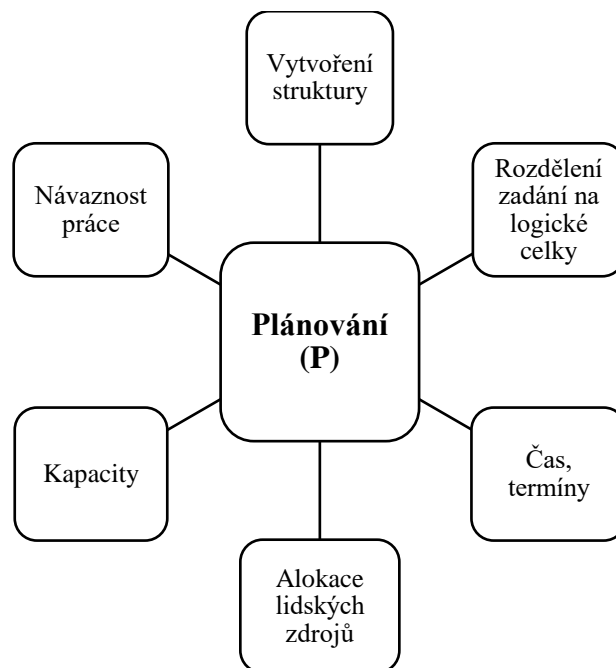 Vytvoření
struktury
Rozdělení
zadání na
logické
celky
Návaznost
práce
Plánování
(P)
Čas,
termíny
Kapacity
Alokace
lidských
zdrojů